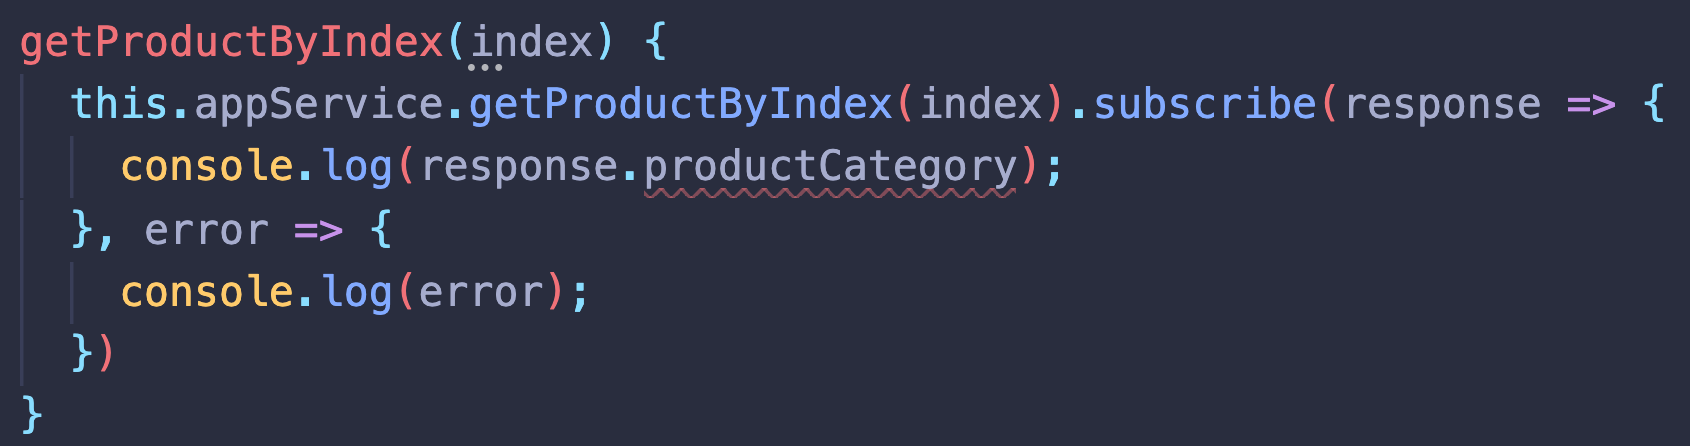 getProductByIndex(index) {
  this.appService.getProductByIndex(index).subscribe(response => {
    console.log(response.productCategory);
  }, error => {
    console.log(error);
  })
}